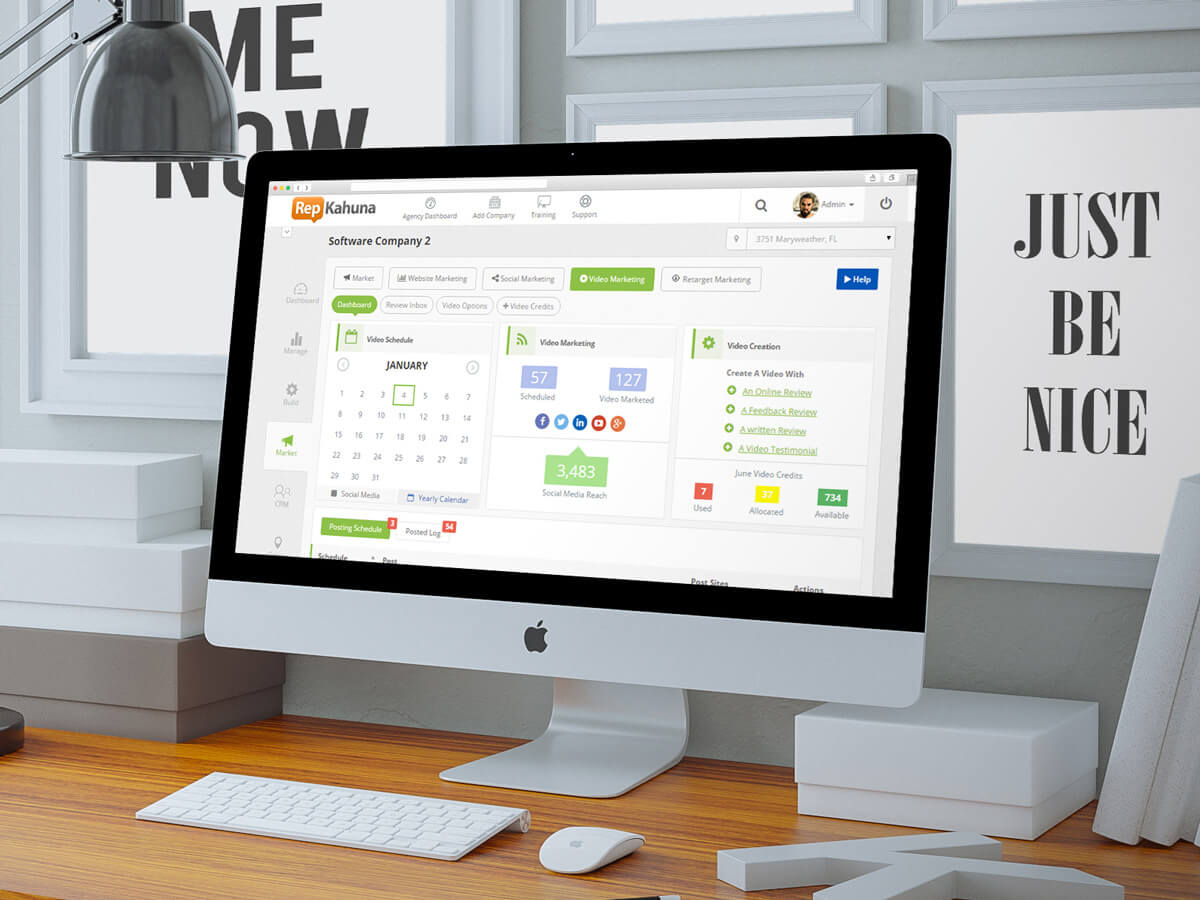 ME
NOW
JUST
BE
NICE
Rep Kahuna
Agency Dashboard
Add Company
Training
Support
Admin
Software Company 2
3751 Maryweather, FL
Market
Website Marketing
Social Marketing
Video Marketing
Retarget Marketing
Help
Dashboard
Review Inbox
Video Options
Video Credits
Dashboard
Manage
Build
Market
CRM
Video Schedule
JANUARY
1 2 3 4 5 6 7
8 9 10 11 12 13 14
15 16 17 18 19 20 21
22 23 24 25 26 27 28
29 30 31
Social Media
Yearly Calendar
Video Marketing
57
Scheduled
127
Video Marketed
3,483
Social Media Reach
Video Creation
Create A Video With
An Online Review
A Feedback Review
A written Review
A Video Testimonial
June Video Credits
7
Used
37
Allocated
734
Available
Posting Schedule 3
Posted Log 54
Schedule
Post
Post Sites
Actions